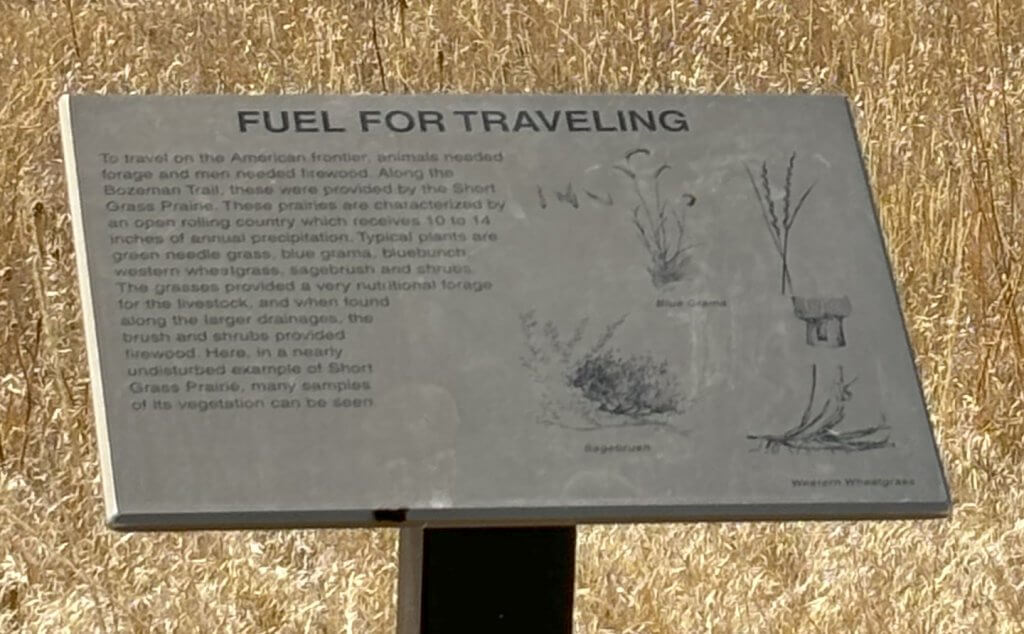 FUEL FOR TRAVELING
To travel on the American frontier, animals needed
forage and men needed firewood. Along the
Bozeman Trail, these were provided by the Short
Grass Prairie. These prairies are characterized by
an open rolling country which receives 10 to 14
inches of annual precipitation. Typical plants are
green needle grass, blue grama, bluebunch,
western wheatgrass, sagebrush and shrubs.
The grasses provided a very nutritional forage
for the livestock, and when found
along the larger drainages, the
brush and shrubs provided
firewood. Here, in a nearly
undisturbed example of Short
Grass Prairie, many samples
of its vegetation can be seen.
Blue Grama
Sagebrush
Western Wheatgrass